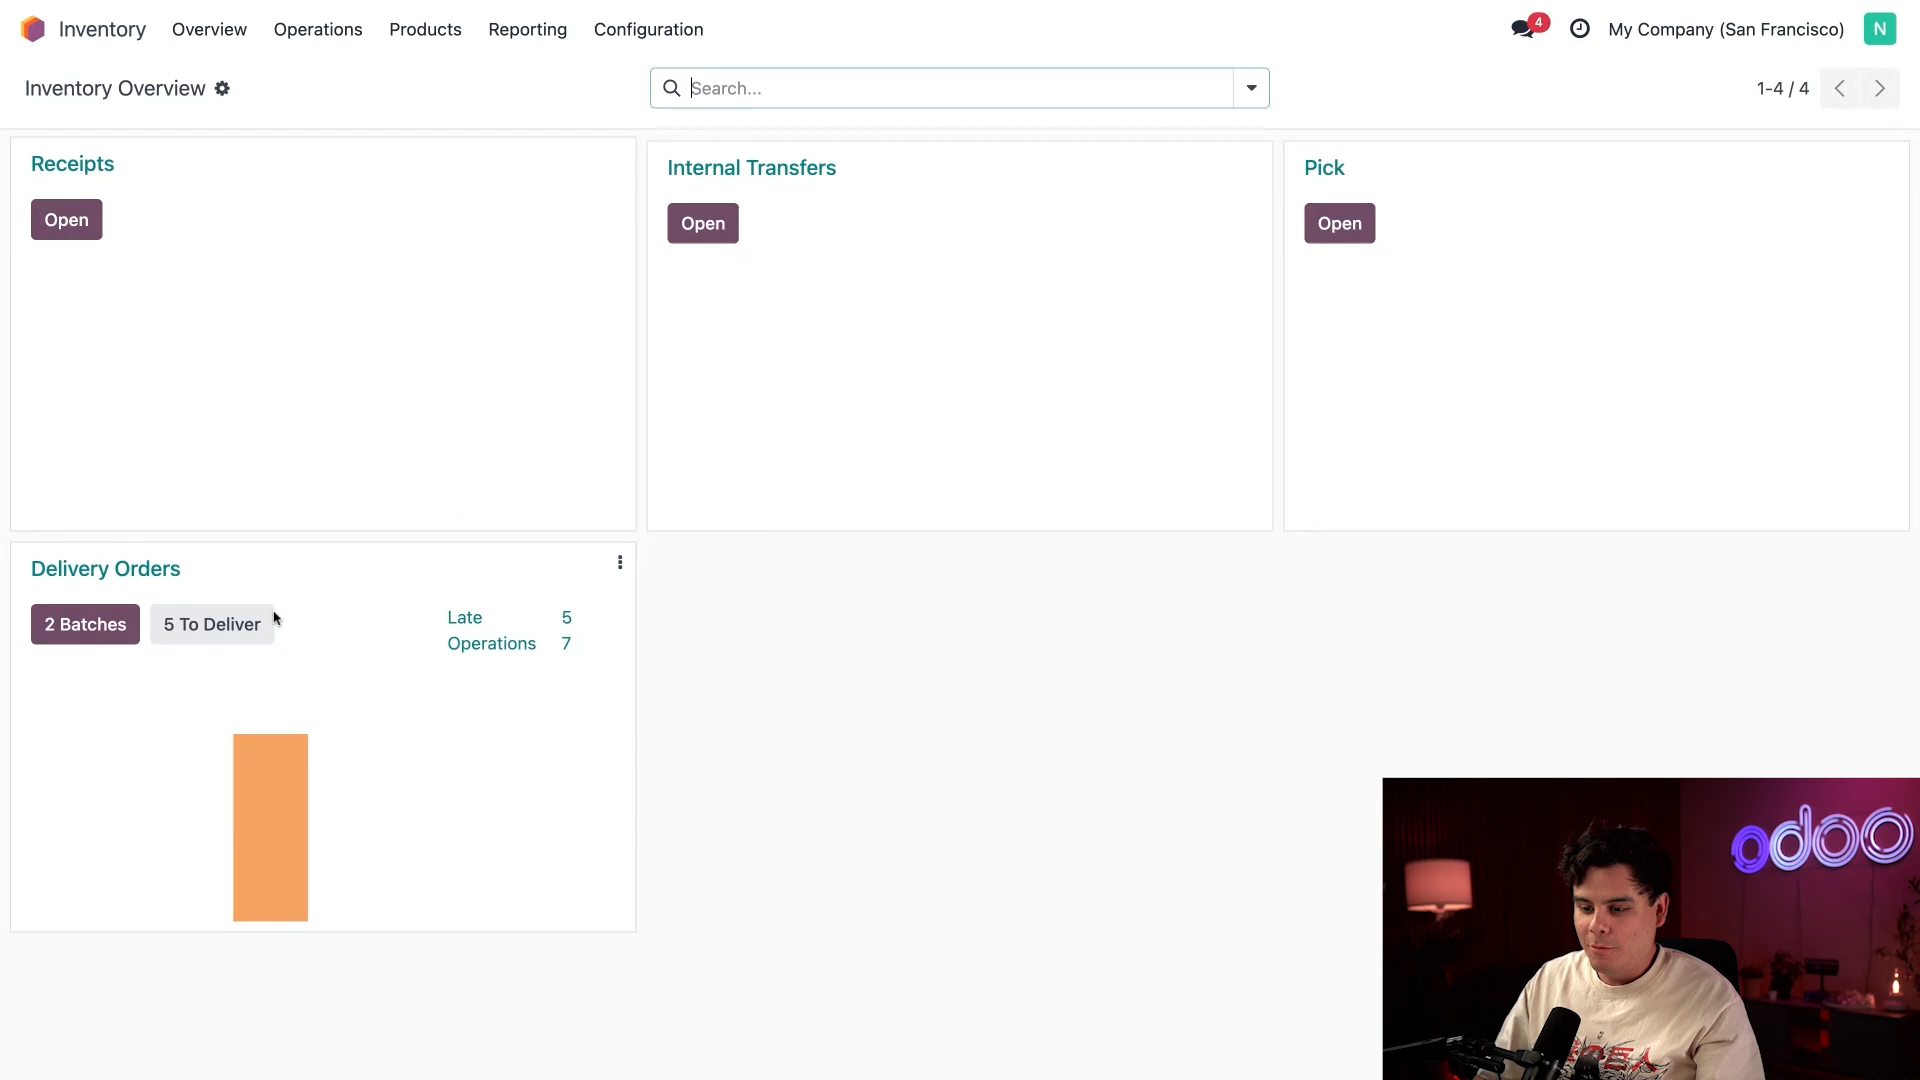 Inventory Overview Operations Products Reporting Configuration 4 My Company (San Francisco) N
Inventory Overview Search... 1-4 / 4
Receipts
Open
Internal Transfers
Open
Pick
Open
Delivery Orders
2 Batches 5 To Deliver
Late 5
Operations 7
odoo